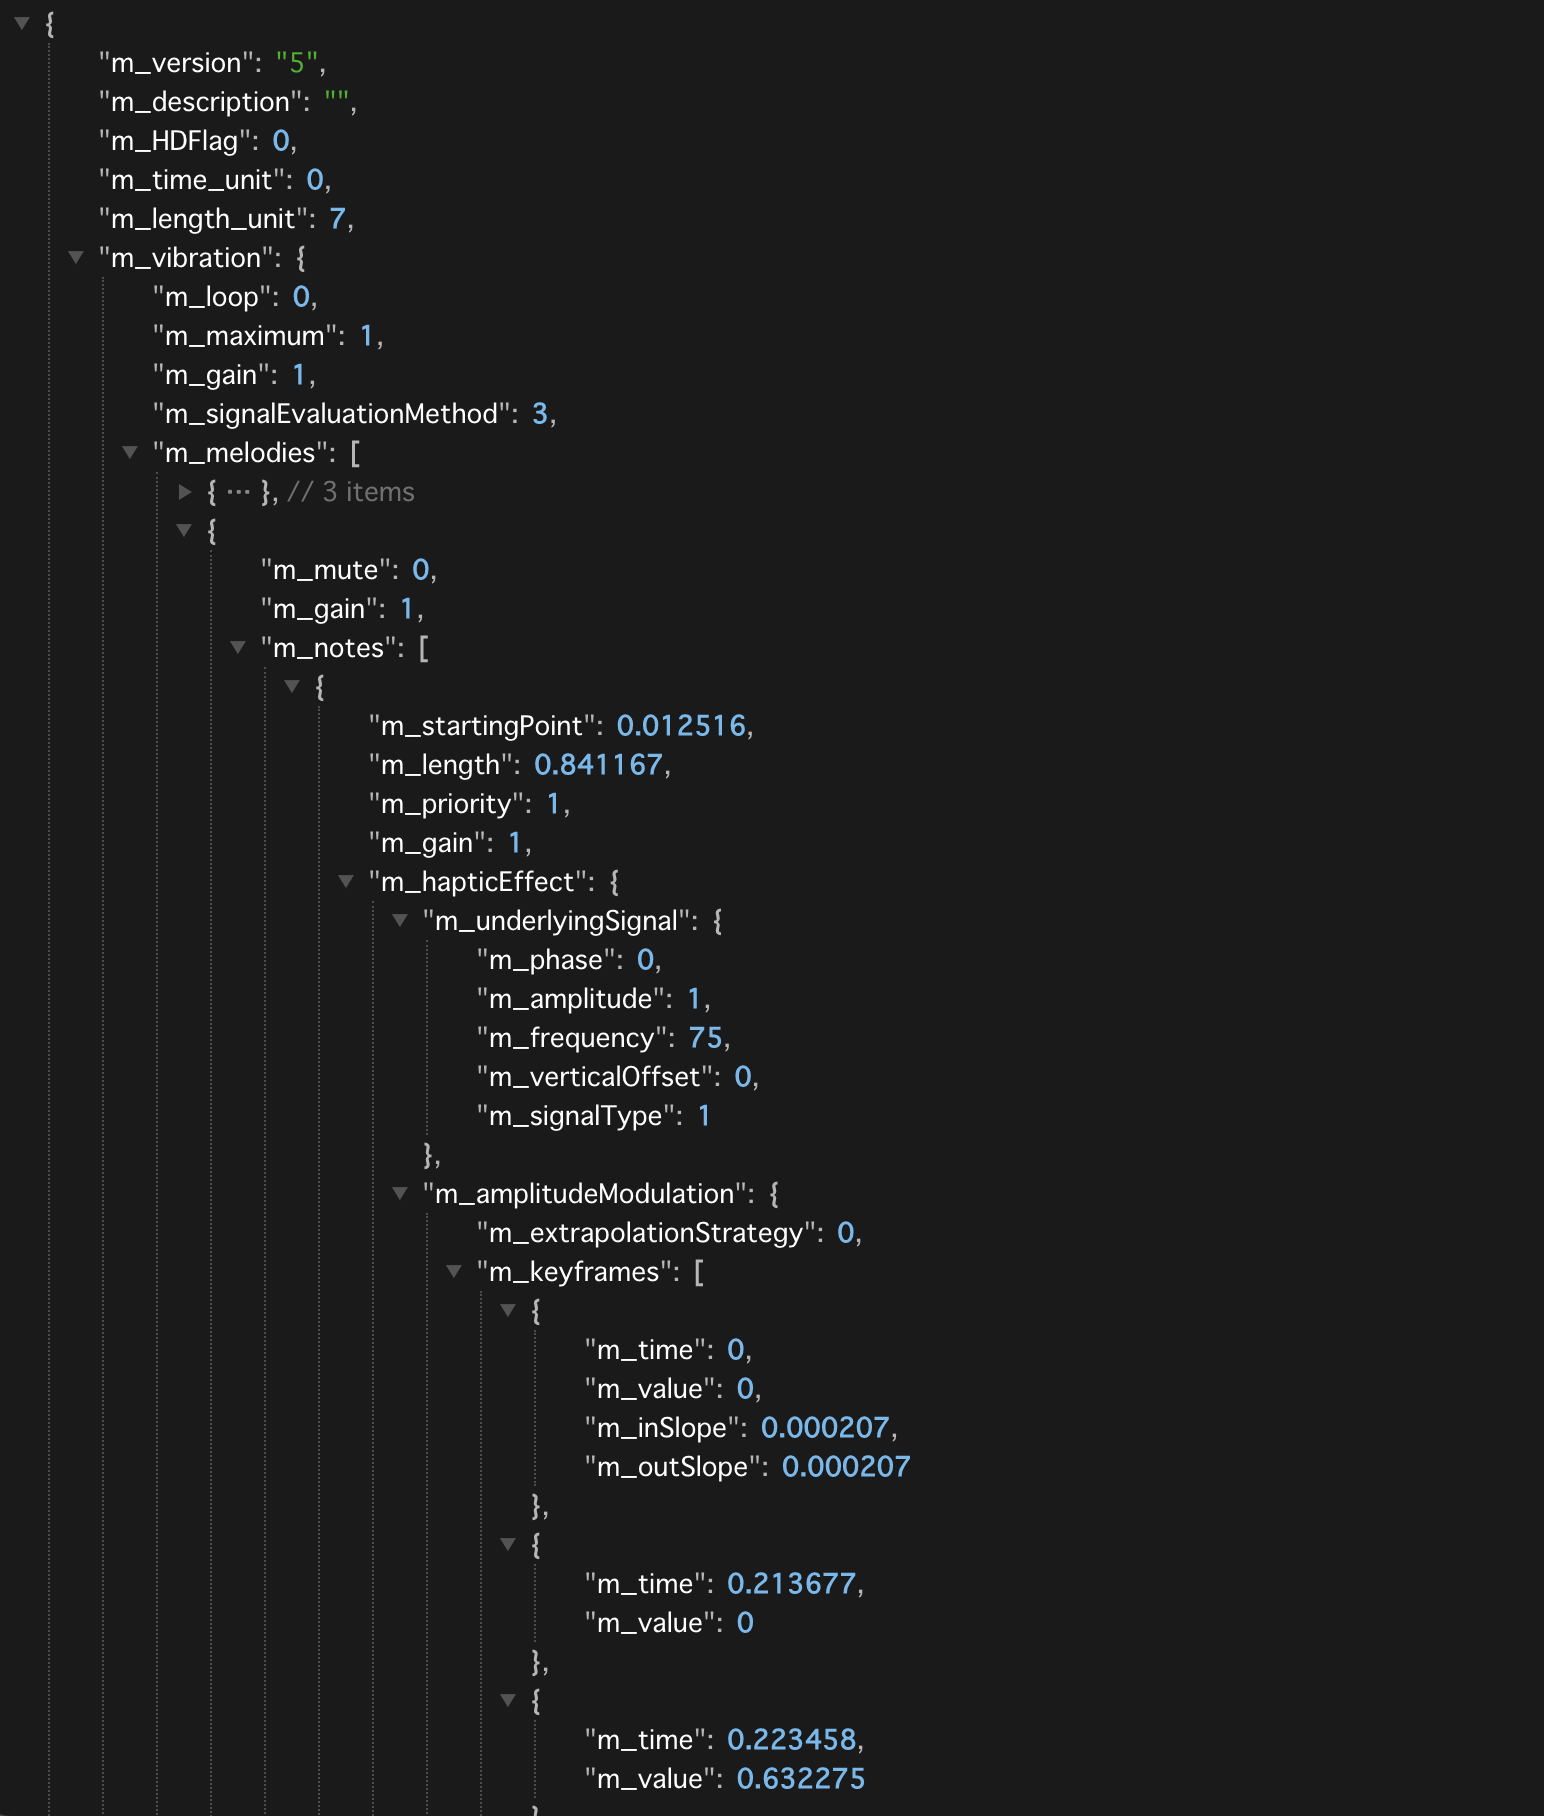 {
"m_version": "5",
"m_description": "",
"m_HDFlag": 0,
"m_time_unit": 0,
"m_length_unit": 7,
"m_vibration": {
"m_loop": 0,
"m_maximum": 1,
"m_gain": 1,
"m_signalEvaluationMethod": 3,
"m_melodies": [
{ ··· }, // 3 items
{
"m_mute": 0,
"m_gain": 1,
"m_notes": [
{
"m_startingPoint": 0.012516,
"m_length": 0.841167,
"m_priority": 1,
"m_gain": 1,
"m_hapticEffect": {
"m_underlyingSignal": {
"m_phase": 0,
"m_amplitude": 1,
"m_frequency": 75,
"m_verticalOffset": 0,
"m_signalType": 1
},
"m_amplitudeModulation": {
"m_extrapolationStrategy": 0,
"m_keyframes": [
{
"m_time": 0,
"m_value": 0,
"m_inSlope": 0.000207,
"m_outSlope": 0.000207
},
{
"m_time": 0.213677,
"m_value": 0
},
{
"m_time": 0.223458,
"m_value": 0.632275